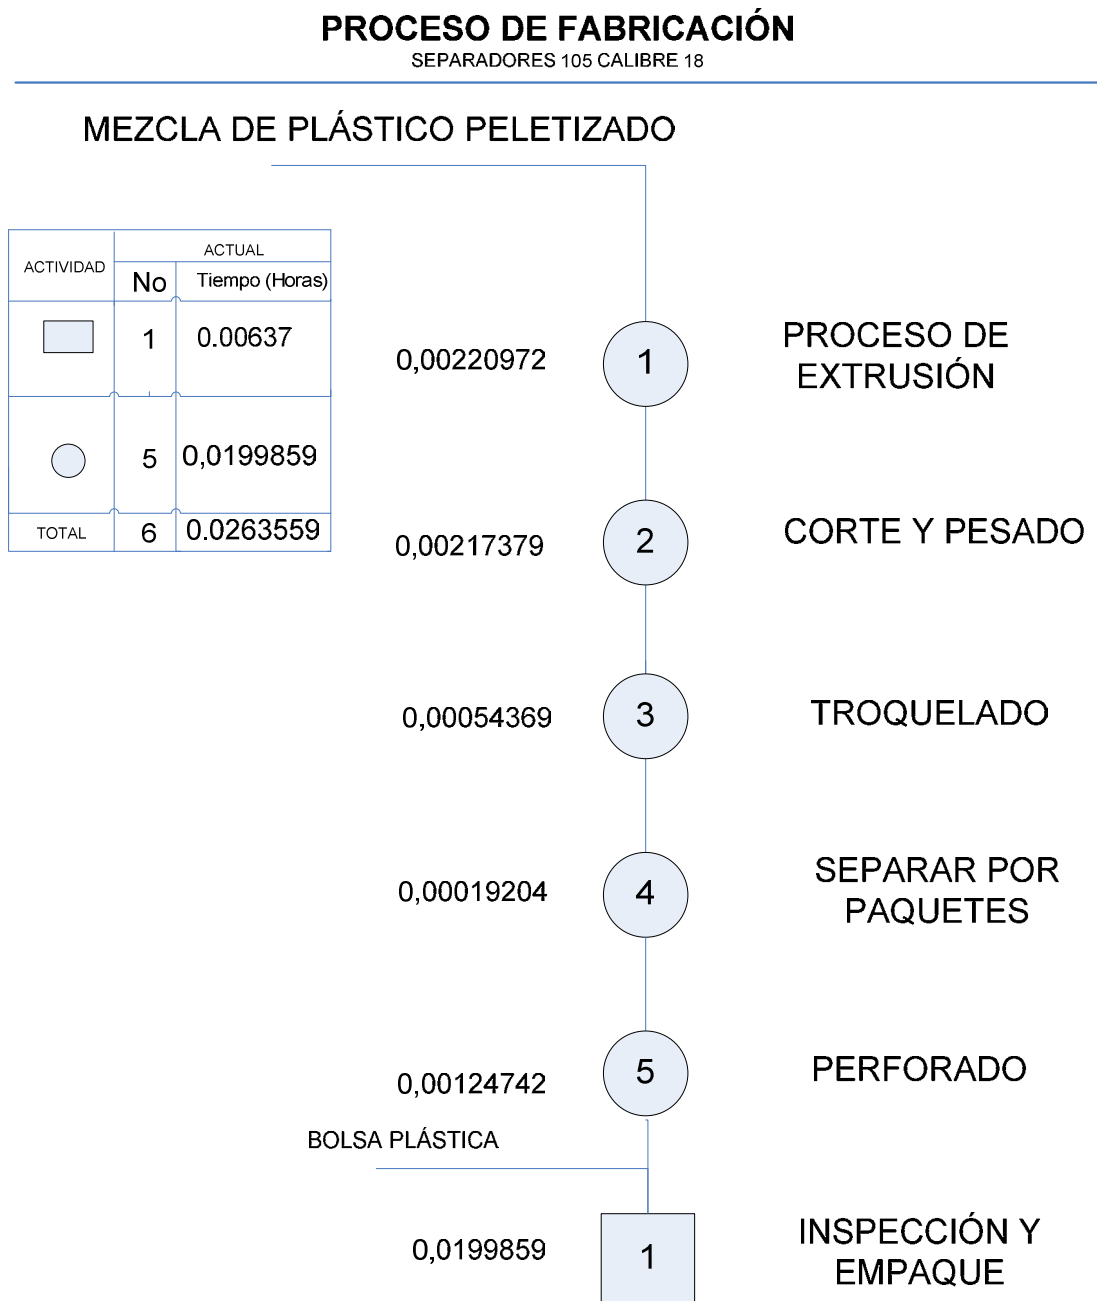 PROCESO DE FABRICACIÓN
SEPARADORES 105 CALIBRE 18
MEZCLA DE PLÁSTICO PELETIZADO
ACTIVIDAD
ACTUAL
No
Tiempo (Horas)
1
0.00637
5
0,0199859
TOTAL
6
0.0263559
0,00220972
1
PROCESO DE
EXTRUSIÓN
0,00217379
2
CORTE Y PESADO
0,00054369
3
TROQUELADO
0,00019204
4
SEPARAR POR
PAQUETES
0,00124742
5
PERFORADO
BOLSA PLÁSTICA
0,0199859
1
INSPECCIÓN Y
EMPAQUE